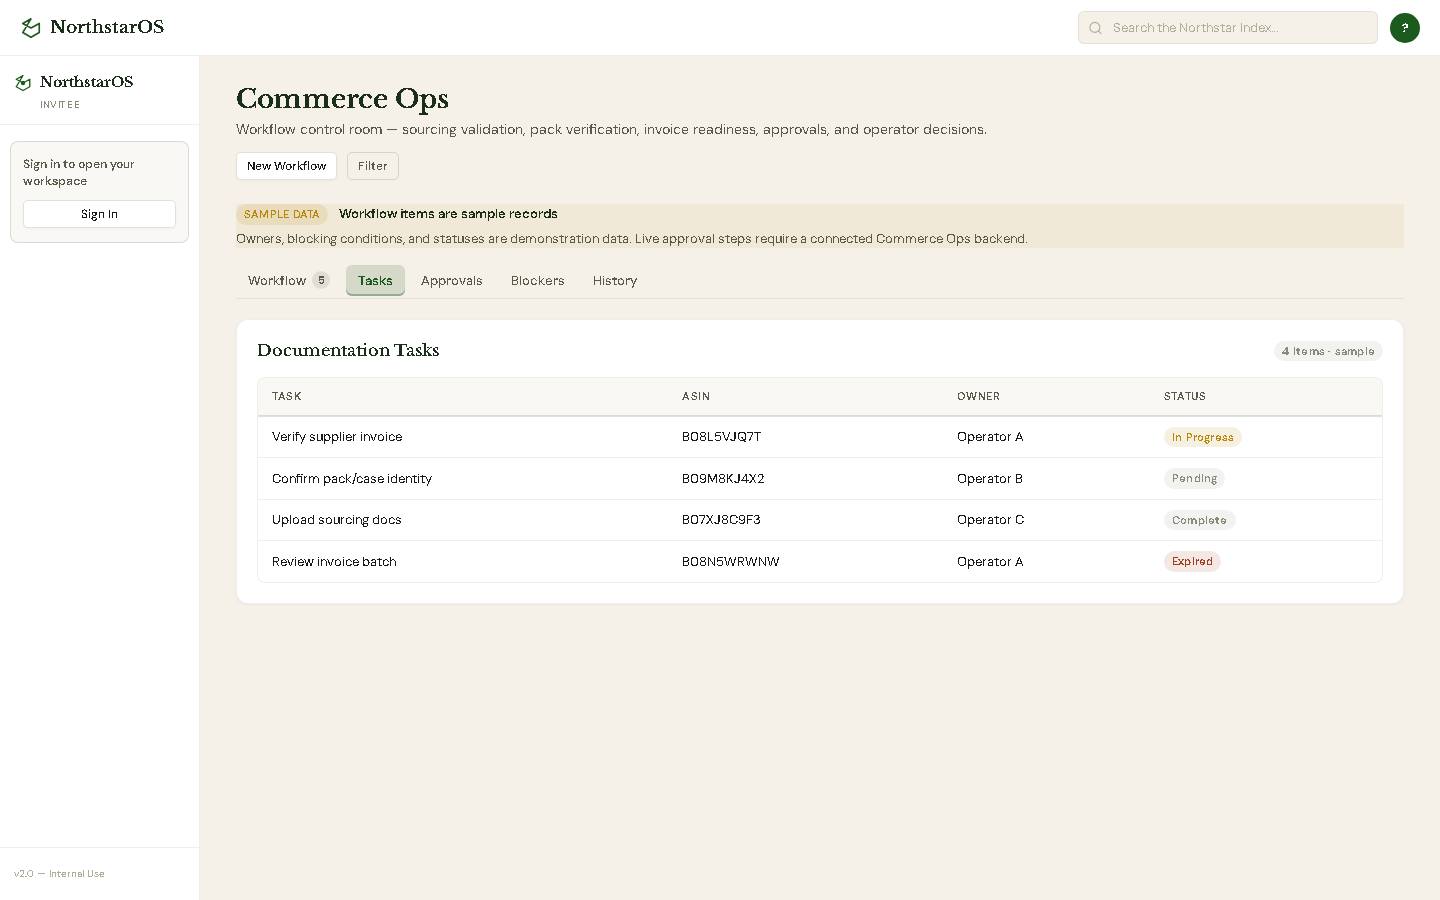 NorthstarOS
Search the Northstar Index...
?
NorthstarOS
INVITEE
Sign in to open your
workspace
Sign In
v2.0 — Internal Use
Commerce Ops
Workflow control room — sourcing validation, pack verification, invoice readiness, approvals, and operator decisions.
New Workflow
Filter
SAMPLE DATA Workflow items are sample records
Owners, blocking conditions, and statuses are demonstration data. Live approval steps require a connected Commerce Ops backend.
Workflow 5 Tasks Approvals Blockers History
Documentation Tasks
4 items · sample
TASK ASIN OWNER STATUS
Verify supplier invoice B08L5VJQ7T Operator A In Progress
Confirm pack/case identity B09M8KJ4X2 Operator B Pending
Upload sourcing docs B07XJ8C9F3 Operator C Complete
Review invoice batch B08N5WRWNW Operator A Expired